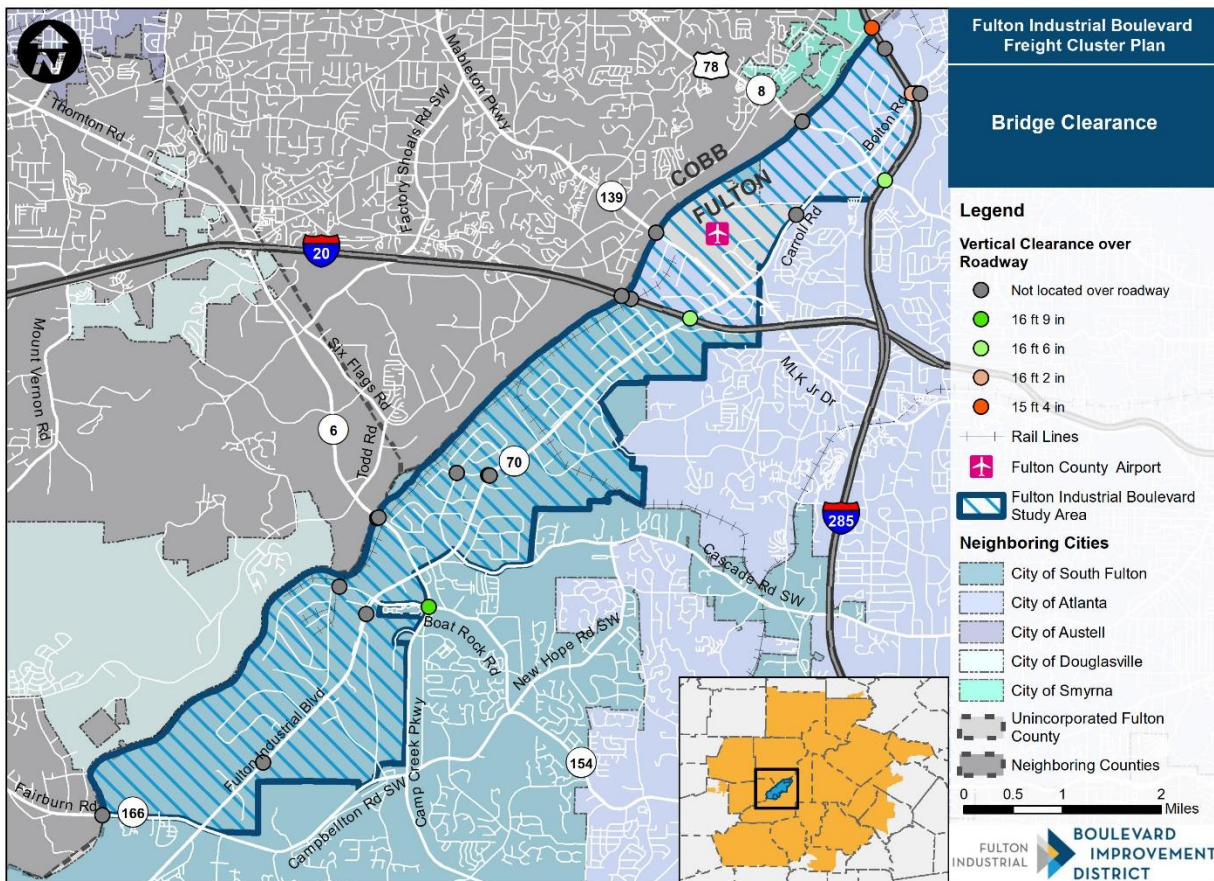 Fulton Industrial Boulevard
Freight Cluster Plan
Bridge Clearance
N
Thornton Rd
Mableton Pkwy
78
8
Factory Shoals Rd SW
COBB
FULTON
139
Bolton Rd
Carroll Rd
20
Mount Vernon Rd
Six Flags Rd
6
Todd Rd
70
MLK Jr Dr
285
Cascade Rd SW
Boat Rock Rd
New Hope Rd SW
Fulton Industrial Blvd
Camp Creek Pkwy
154
Fairburn Rd
166
Campbellton Rd SW
Legend
Vertical Clearance over
Roadway
Not located over roadway
16 ft 9 in
16 ft 6 in
16 ft 2 in
15 ft 4 in
Rail Lines
Fulton County Airport
Fulton Industrial Boulevard
Study Area
Neighboring Cities
City of South Fulton
City of Atlanta
City of Austell
City of Douglasville
City of Smyrna
Unincorporated Fulton
County
Neighboring Counties
0 0.5 1 2
Miles
FULTON
INDUSTRIAL
BOULEVARD
IMPROVEMENT
DISTRICT